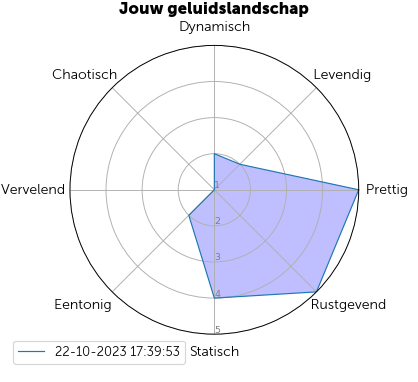 Jouw geluidslandschap
Dynamisch
Chaotisch
Levendig
Vervelend
1
Prettig
2
3
4
Eentonig
Rustgevend
5
22-10-2023 17:39:53
Statisch